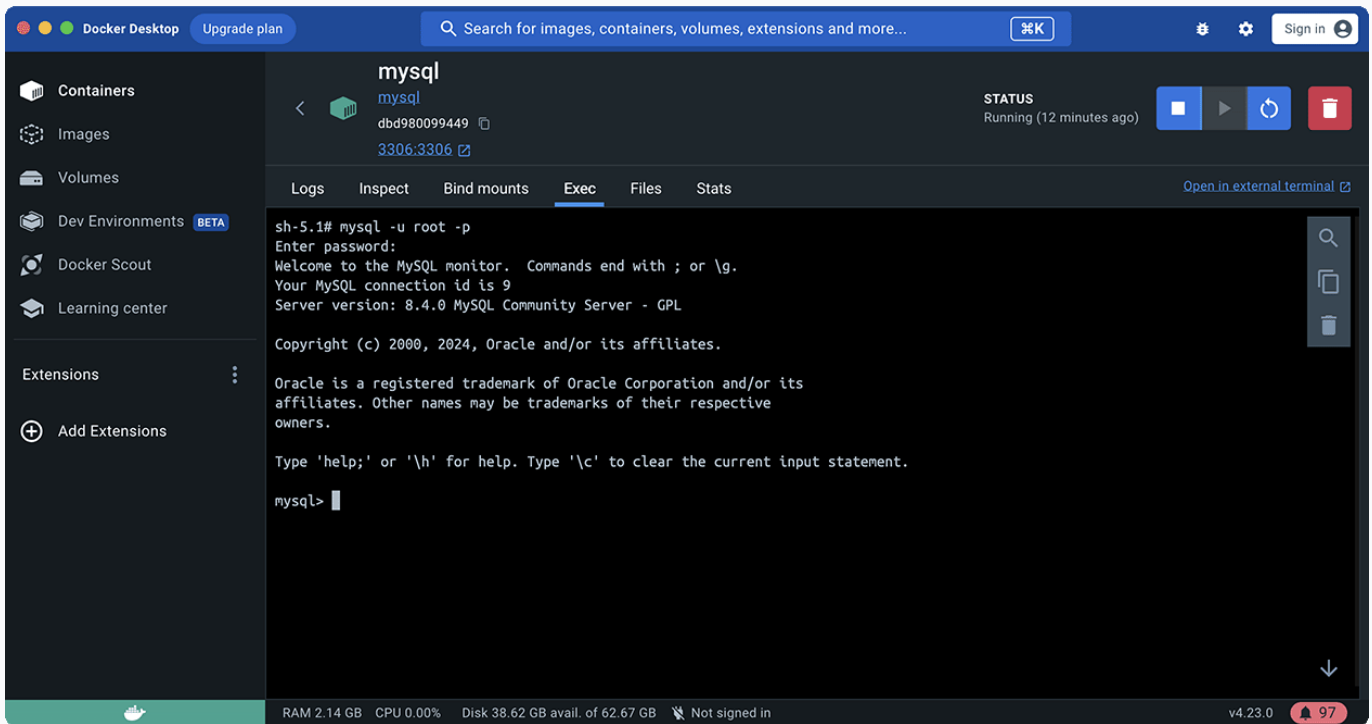 Docker Desktop Upgrade plan Search for images, containers, volumes, extensions and more... ⌘K Sign in
Containers
Images
Volumes
Dev Environments BETA
Docker Scout
Learning center
Extensions
Add Extensions
mysql
mysql
dbd980099449
3306:3306
STATUS
Running (12 minutes ago)
Logs Inspect Bind mounts Exec Files Stats Open in external terminal
sh-5.1# mysql -u root -p
Enter password:
Welcome to the MySQL monitor.  Commands end with ; or \g.
Your MySQL connection id is 9
Server version: 8.4.0 MySQL Community Server - GPL
Copyright (c) 2000, 2024, Oracle and/or its affiliates.
Oracle is a registered trademark of Oracle Corporation and/or its
affiliates. Other names may be trademarks of their respective
owners.
Type 'help;' or '\h' for help. Type '\c' to clear the current input statement.
mysql>
RAM 2.14 GB CPU 0.00% Disk 38.62 GB avail. of 62.67 GB Not signed in v4.23.0 97